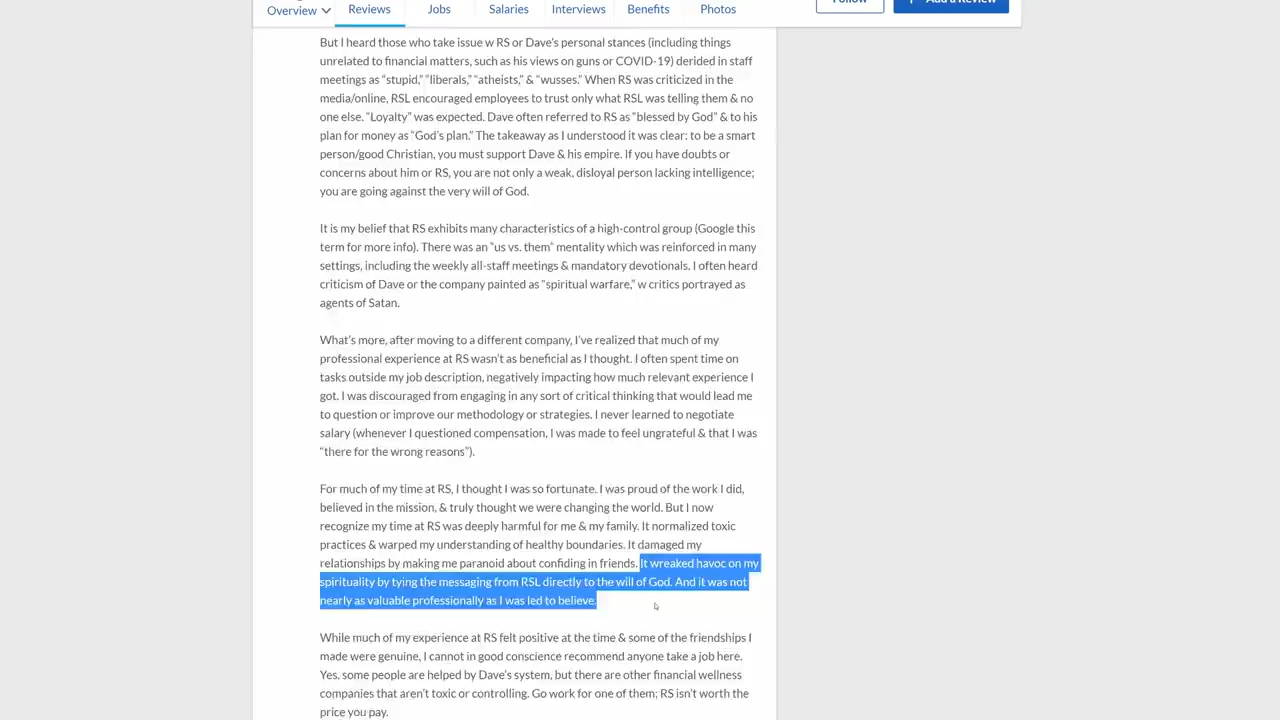 Overview
Reviews
Jobs
Salaries
Interviews
Benefits
Photos
Follow
Add a Review
But I heard those who take issue w RS or Dave's personal stances (including things
unrelated to financial matters, such as his views on guns or COVID-19) derided in staff
meetings as "stupid," "liberals," "atheists," & "wusses." When RS was criticized in the
media/online, RSL encouraged employees to trust only what RSL was telling them & no
one else. "Loyalty" was expected. Dave often referred to RS as "blessed by God" & to his
plan for money as "God's plan." The takeaway as I understood it was clear: to be a smart
person/good Christian, you must support Dave & his empire. If you have doubts or
concerns about him or RS, you are not only a weak, disloyal person lacking intelligence;
you are going against the very will of God.
It is my belief that RS exhibits many characteristics of a high-control group (Google this
term for more info). There was an "us vs. them" mentality which was reinforced in many
settings, including the weekly all-staff meetings & mandatory devotionals. I often heard
criticism of Dave or the company painted as "spiritual warfare," w critics portrayed as
agents of Satan.
What's more, after moving to a different company, I've realized that much of my
professional experience at RS wasn't as beneficial as I thought. I often spent time on
tasks outside my job description, negatively impacting how much relevant experience I
got. I was discouraged from engaging in any sort of critical thinking that would lead me
to question or improve our methodology or strategies. I never learned to negotiate
salary (whenever I questioned compensation, I was made to feel ungrateful & that I was
"there for the wrong reasons").
For much of my time at RS, I thought I was so fortunate. I was proud of the work I did,
believed in the mission, & truly thought we were changing the world. But I now
recognize my time at RS was deeply harmful for me & my family. It normalized toxic
practices & warped my understanding of healthy boundaries. It damaged my
relationships by making me paranoid about confiding in friends. It wreaked havoc on my
spirituality by tying the messaging from RSL directly to the will of God. And it was not
nearly as valuable professionally as I was led to believe.
While much of my experience at RS felt positive at the time & some of the friendships I
made were genuine, I cannot in good conscience recommend anyone take a job here.
Yes, some people are helped by Dave's system, but there are other financial wellness
companies that aren't toxic or controlling. Go work for one of them; RS isn't worth the
price you pay.